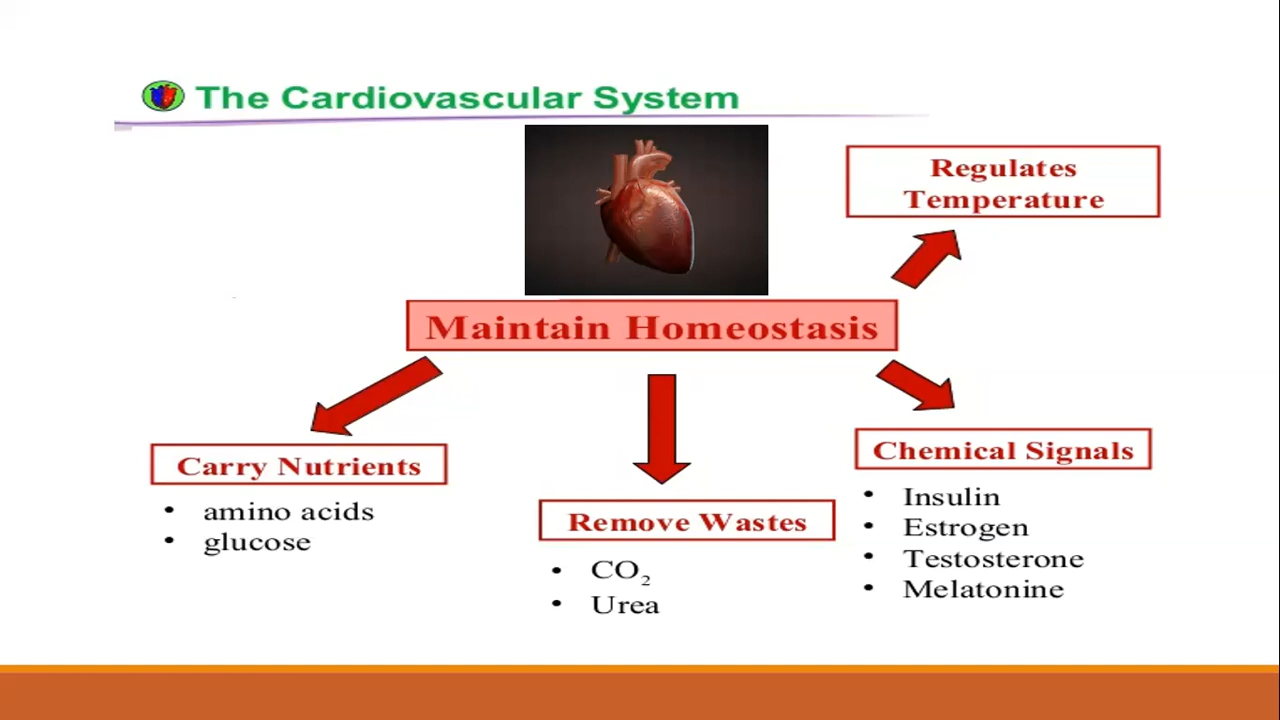 The Cardiovascular System
Regulates
Temperature
Maintain Homeostasis
Carry Nutrients
• amino acids
• glucose
Remove Wastes
• CO₂
• Urea
Chemical Signals
• Insulin
• Estrogen
• Testosterone
• Melatonine